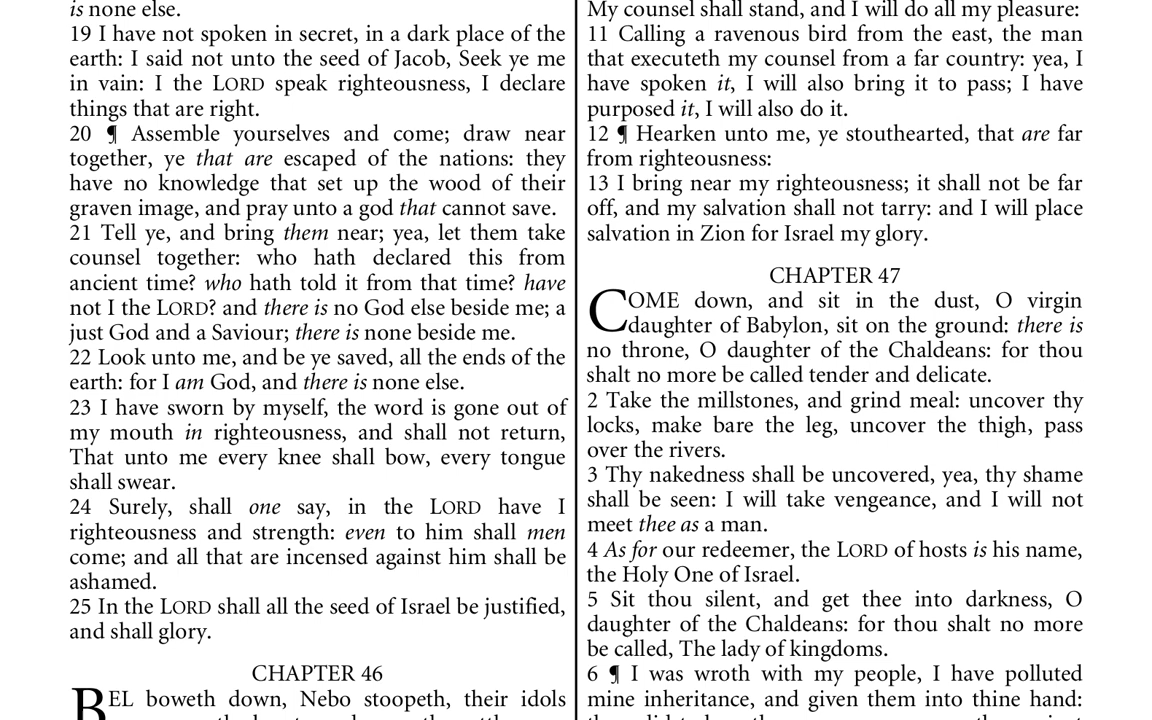 is none else.
19 I have not spoken in secret, in a dark place of the
earth: I said not unto the seed of Jacob, Seek ye me
in vain: I the LORD speak righteousness, I declare
things that are right.
20 ¶ Assemble yourselves and come; draw near
together, ye that are escaped of the nations: they
have no knowledge that set up the wood of their
graven image, and pray unto a god that cannot save.
21 Tell ye, and bring them near; yea, let them take
counsel together: who hath declared this from
ancient time? who hath told it from that time? have
not I the LORD? and there is no God else beside me; a
just God and a Saviour; there is none beside me.
22 Look unto me, and be ye saved, all the ends of the
earth: for I am God, and there is none else.
23 I have sworn by myself, the word is gone out of
my mouth in righteousness, and shall not return,
That unto me every knee shall bow, every tongue
shall swear.
24 Surely, shall one say, in the LORD have I
righteousness and strength: even to him shall men
come; and all that are incensed against him shall be
ashamed.
25 In the LORD shall all the seed of Israel be justified,
and shall glory.
CHAPTER 46
BEL boweth down, Nebo stoopeth, their idols
My counsel shall stand, and I will do all my pleasure:
11 Calling a ravenous bird from the east, the man
that executeth my counsel from a far country: yea, I
have spoken it, I will also bring it to pass; I have
purposed it, I will also do it.
12 ¶ Hearken unto me, ye stouthearted, that are far
from righteousness:
13 I bring near my righteousness; it shall not be far
off, and my salvation shall not tarry: and I will place
salvation in Zion for Israel my glory.
CHAPTER 47
COME down, and sit in the dust, O virgin
daughter of Babylon, sit on the ground: there is
no throne, O daughter of the Chaldeans: for thou
shalt no more be called tender and delicate.
2 Take the millstones, and grind meal: uncover thy
locks, make bare the leg, uncover the thigh, pass
over the rivers.
3 Thy nakedness shall be uncovered, yea, thy shame
shall be seen: I will take vengeance, and I will not
meet thee as a man.
4 As for our redeemer, the LORD of hosts is his name,
the Holy One of Israel.
5 Sit thou silent, and get thee into darkness, O
daughter of the Chaldeans: for thou shalt no more
be called, The lady of kingdoms.
6 ¶ I was wroth with my people, I have polluted
mine inheritance, and given them into thine hand: